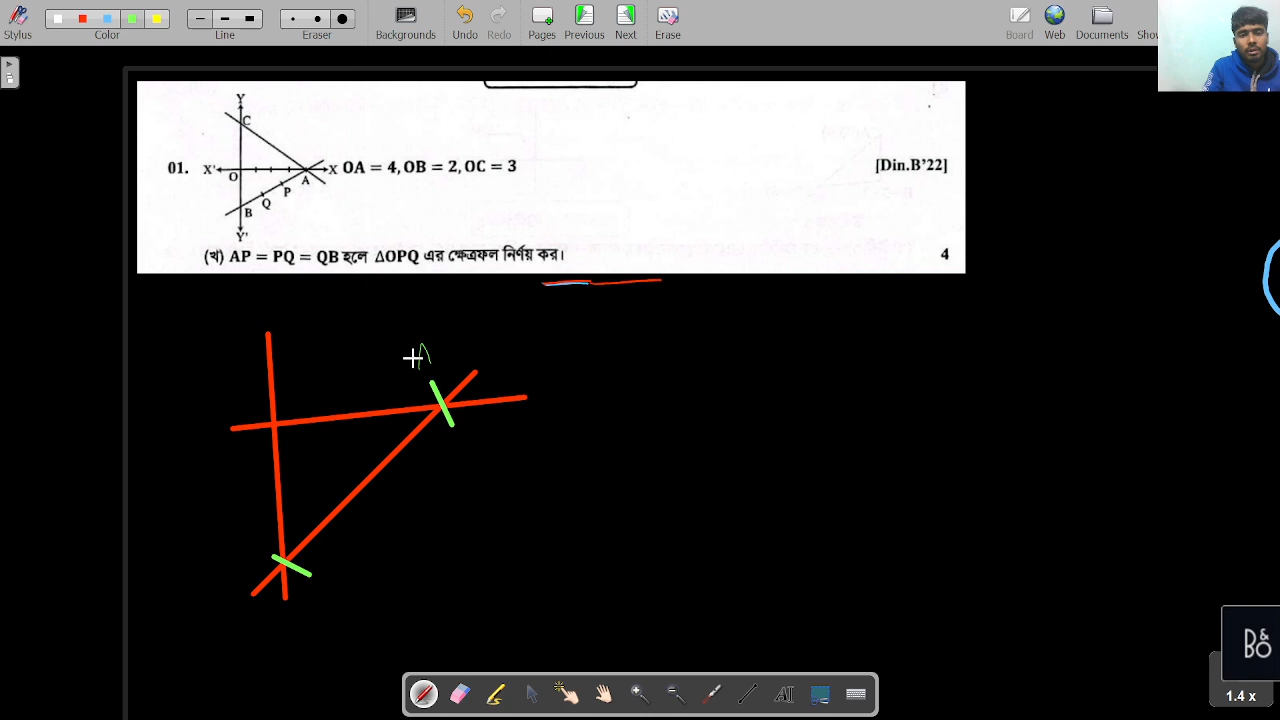 Stylus Color Line Eraser Backgrounds Undo Redo Pages Previous Next Erase Board Web Documents
Y
C
01. X' O A X OA = 4, OB = 2, OC = 3 [Din.B'22]
P
Q
B
Y'
(খ) AP = PQ = QB হলে ΔOPQ এর ক্ষেত্রফল নির্ণয় কর। 4
A
B&O
1.4 x